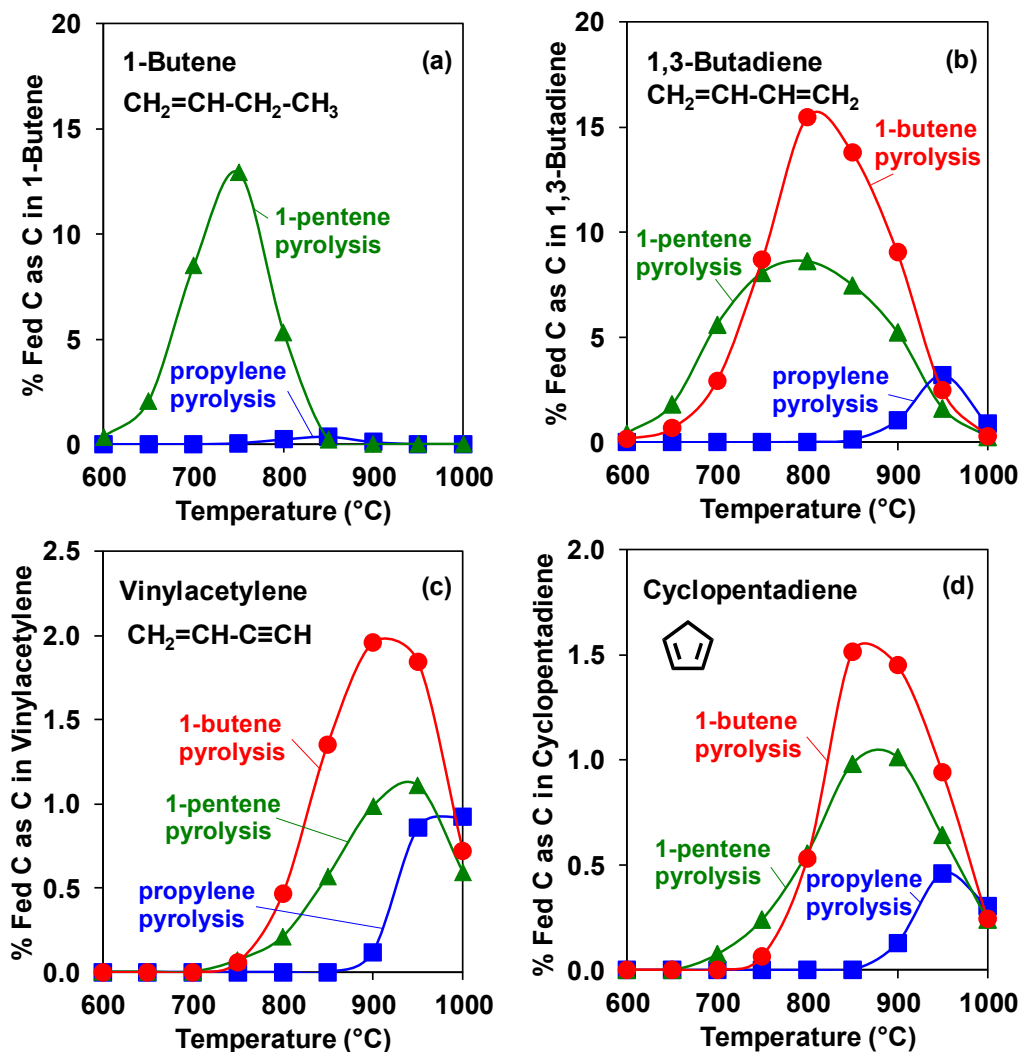 % Fed C as C in 1-Butene
20
15
10
5
0
1-Butene
(a)
CH₂=CH-CH₂-CH₃
1-pentene
pyrolysis
propylene
pyrolysis
600 700 800 900 1000
Temperature (°C)
% Fed C as C in 1,3-Butadiene
20
15
10
5
0
1,3-Butadiene
(b)
CH₂=CH-CH=CH₂
1-butene
pyrolysis
1-pentene
pyrolysis
propylene
pyrolysis
600 700 800 900 1000
Temperature (°C)
% Fed C as C in Vinylacetylene
2.5
2.0
1.5
1.0
0.5
0.0
Vinylacetylene
(c)
CH₂=CH-C≡CH
1-butene
pyrolysis
1-pentene
pyrolysis
propylene
pyrolysis
600 700 800 900 1000
Temperature (°C)
% Fed C as C in Cyclopentadiene
2.0
1.5
1.0
0.5
0.0
Cyclopentadiene
(d)
1-butene
pyrolysis
1-pentene
pyrolysis
propylene
pyrolysis
600 700 800 900 1000
Temperature (°C)